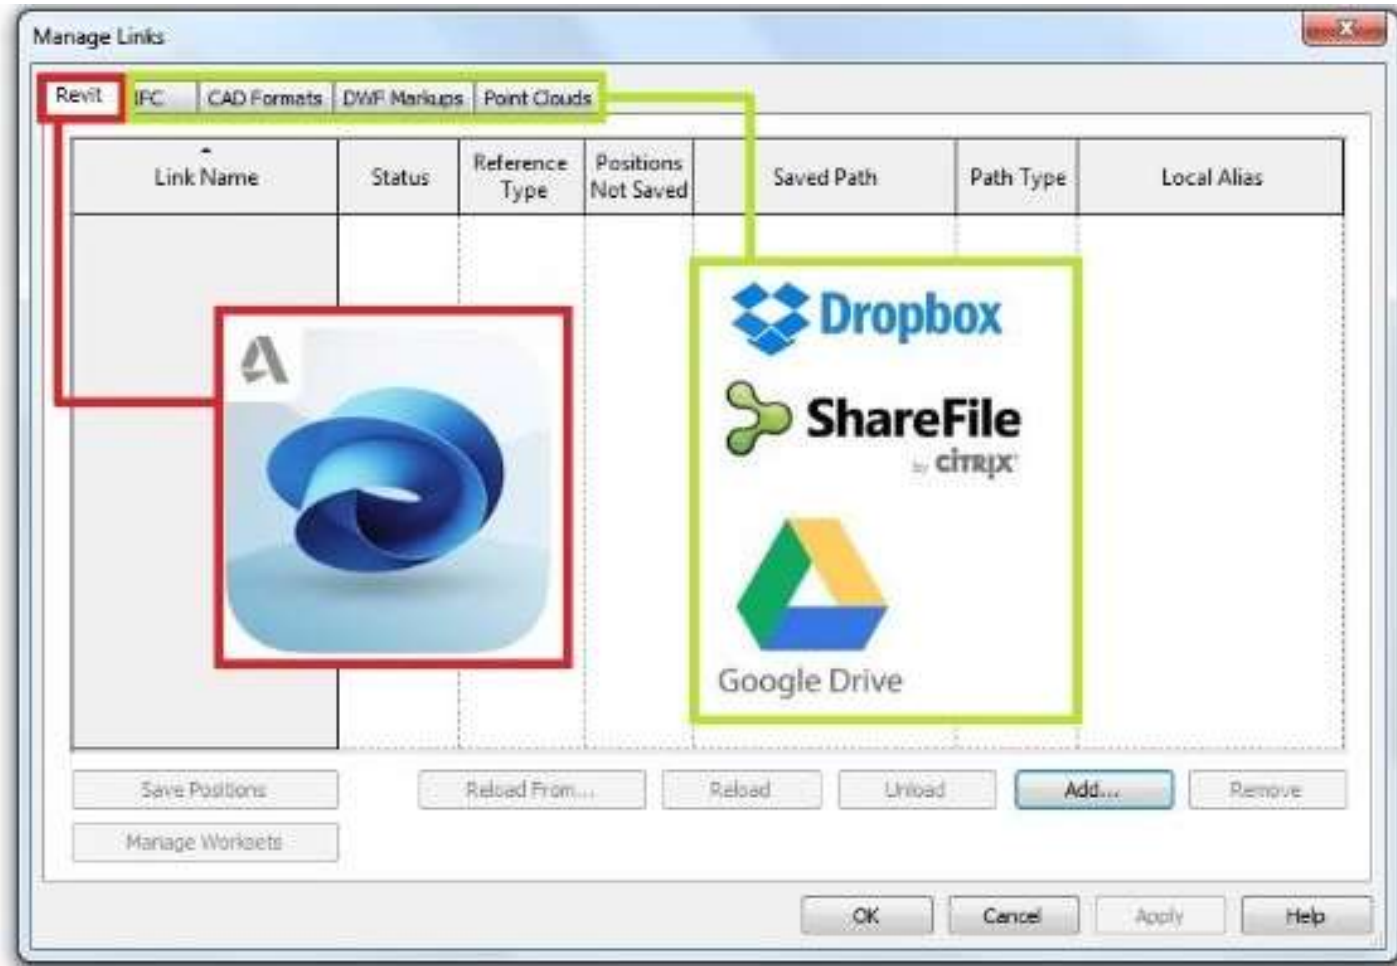 Manage Links
Revit IFC CAD Formats DWF Markups Point Clouds
Link Name Status Reference Type Positions Not Saved Saved Path Path Type Local Alias
Dropbox
ShareFile
by CITRIX
Google Drive
Save Positions Reload From... Reload Unload Add... Remove
Manage Worksets
OK Cancel Apply Help